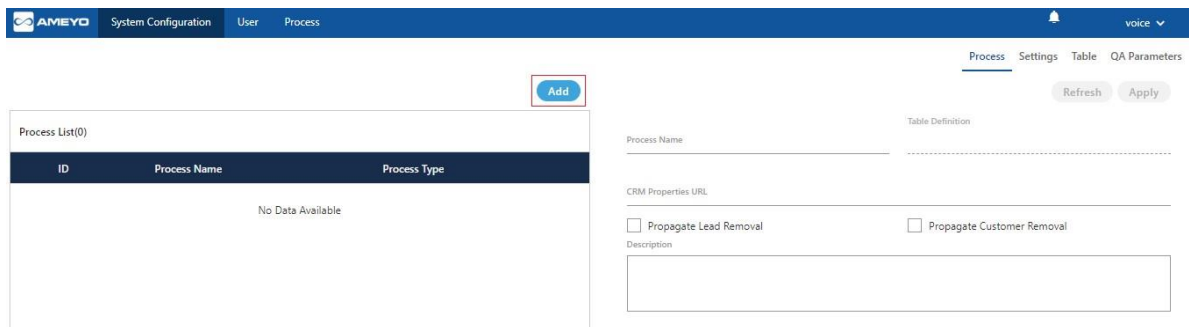 AMEYO System Configuration User Process voice
Process Settings Table QA Parameters
Add
Refresh Apply
Process List(0)
ID Process Name Process Type
No Data Available
Process Name
Table Definition
CRM Properties URL
Propagate Lead Removal Propagate Customer Removal
Description